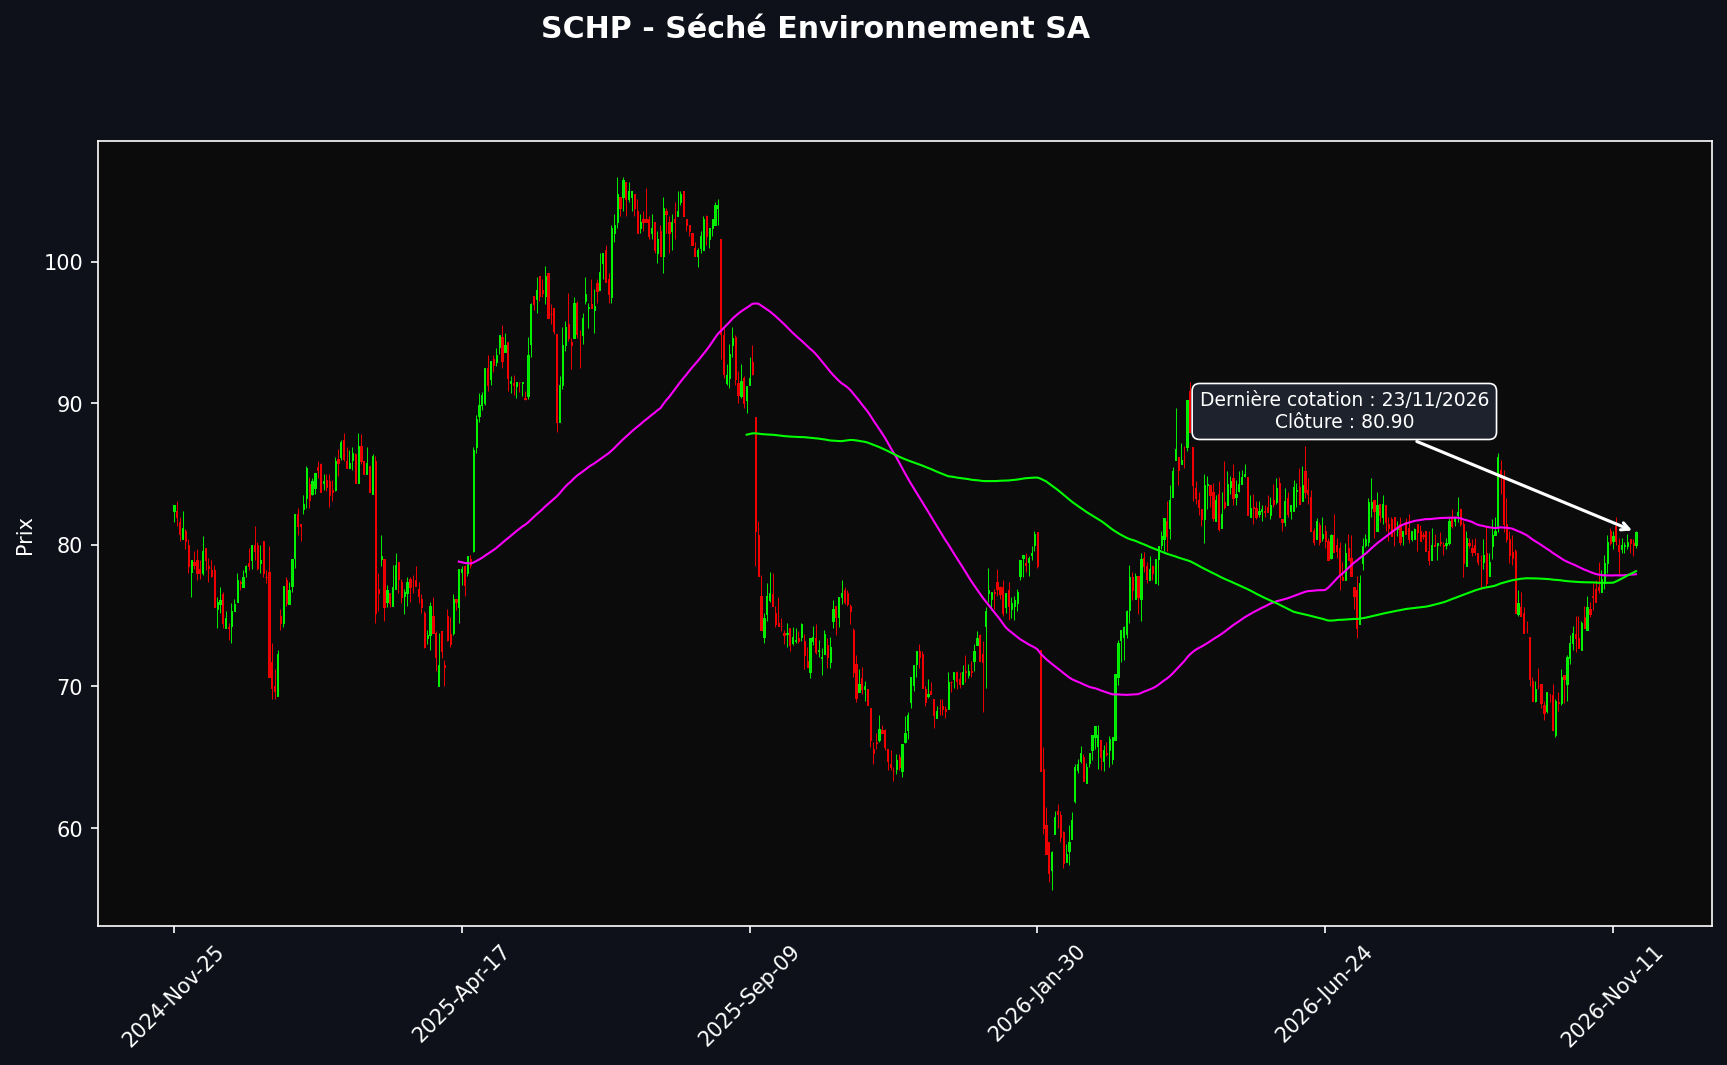 SCHP - Séché Environnement SA
Dernière cotation : 23/11/2026
Clôture : 80.90
Prix
100
90
80
70
60
2024-Nov-25
2025-Apr-17
2025-Sep-09
2026-Jan-30
2026-Jun-24
2026-Nov-11